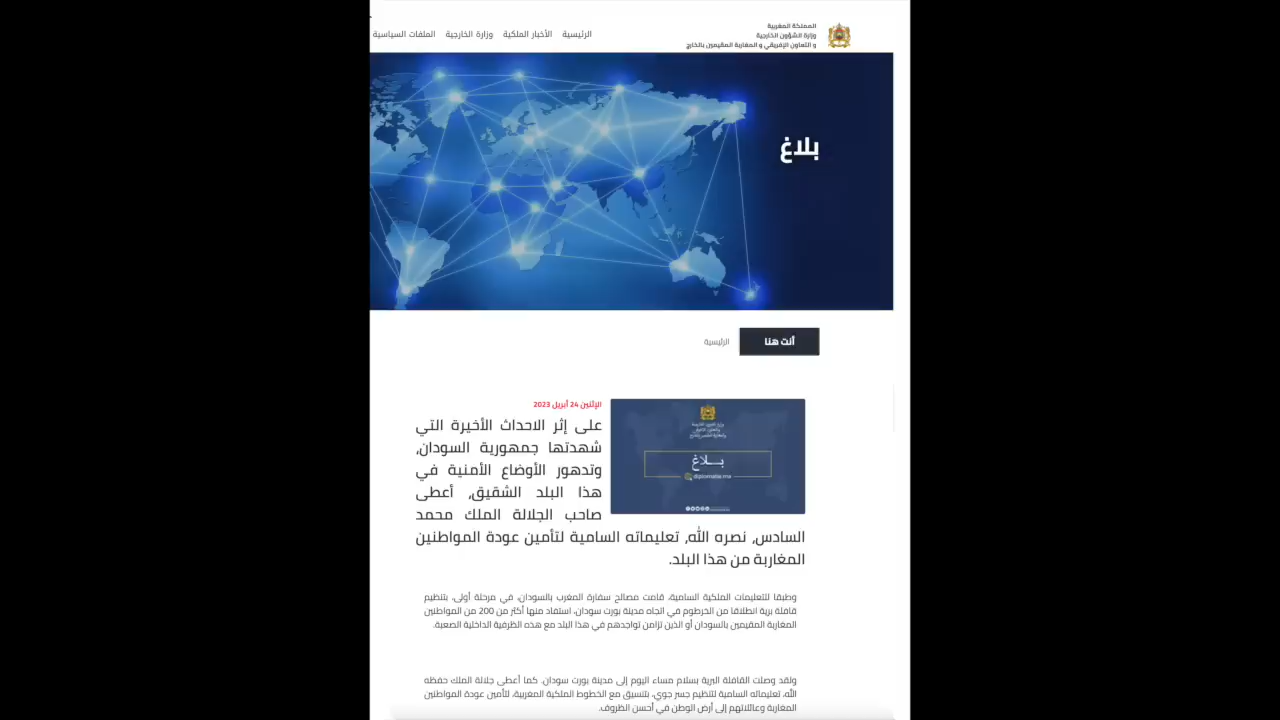 المملكة المغربية
وزارة الشؤون الخارجية
و التعاون الإفريقي و المغاربة المقيمين بالخارج
الرئيسية الأخبار الملكية وزارة الخارجية الملفات السياسية
بلاغ
أنت هنا الرئيسية
بـــلاغ
diplomatie.ma
الإثنين 24 أبريل 2023
على إثر الاحداث الأخيرة التي
شهدتها جمهورية السودان،
وتدهور الأوضاع الأمنية في
هذا البلد الشقيق، أعطى
صاحب الجلالة الملك محمد
السادس، نصره الله، تعليماته السامية لتأمين عودة المواطنين
المغاربة من هذا البلد.
وطبقا للتعليمات الملكية السامية، قامت مصالح سفارة المغرب بالسودان، في مرحلة أولى، بتنظيم
قافلة برية انطلاقا من الخرطوم في اتجاه مدينة بورت سودان، استفاد منها أكثر من 200 من المواطنين
المغاربة المقيمين بالسودان أو الذين تزامن تواجدهم في هذا البلد مع هذه الظرفية الداخلية الصعبة.
ولقد وصلت القافلة البرية بسلام مساء اليوم إلى مدينة بورت سودان. كما أعطى جلالة الملك حفظه
الله، تعليماته السامية لتنظيم جسر جوي، بتنسيق مع الخطوط الملكية المغربية، لتأمين عودة المواطنين
المغاربة وعائلاتهم إلى أرض الوطن في أحسن الظروف.